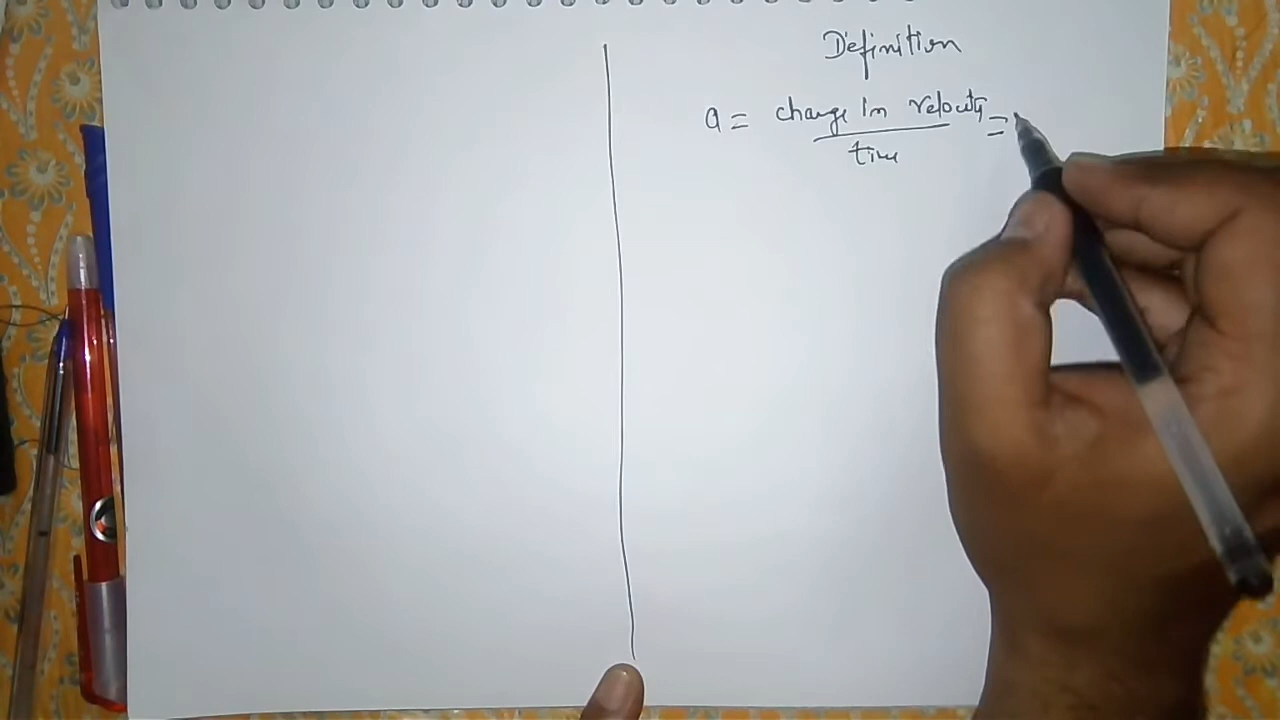 Definition
a = change in velocity =
time